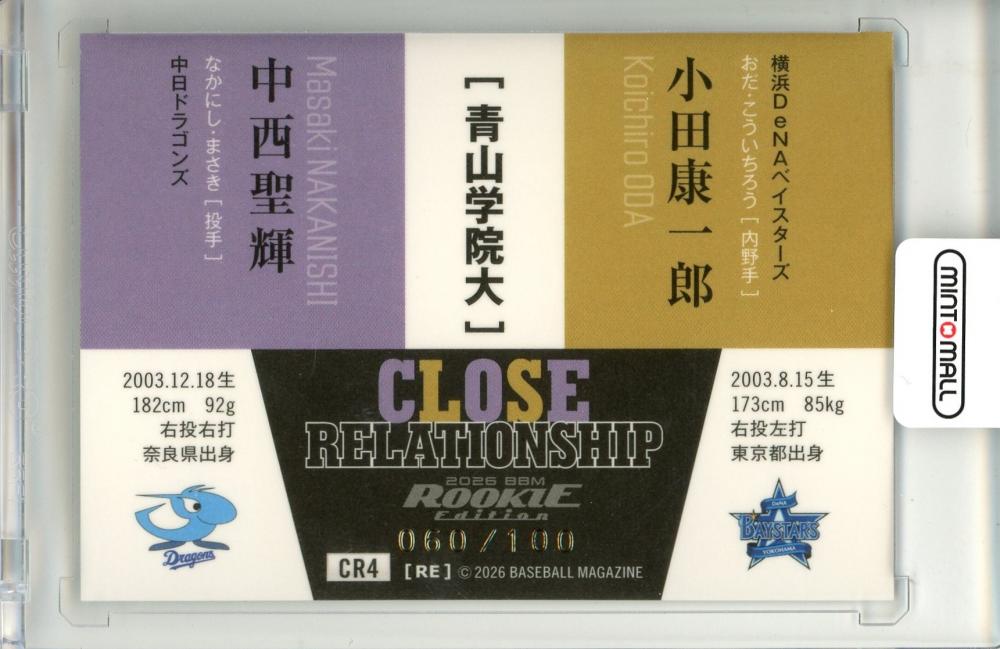 横浜DeNAベイスターズ
おだ・こういちろう[内野手]
小田康一郎
Koichiro ODA
[青山学院大]
Masaki NAKANISHI
中西聖輝
なかにし・まさき[投手]
中日ドラゴンズ
2003.12.18生
182cm 92g
右投右打
奈良県出身
Dragons
CLOSE
RELATIONSHIP
2026 BBM
ROOKIE
Edition
060/100
CR4 [RE] ©2026 BASEBALL MAGAZINE
2003.8.15生
173cm 85kg
右投左打
東京都出身
DeNA
BAYSTARS
YOKOHAMA
MINTMALL